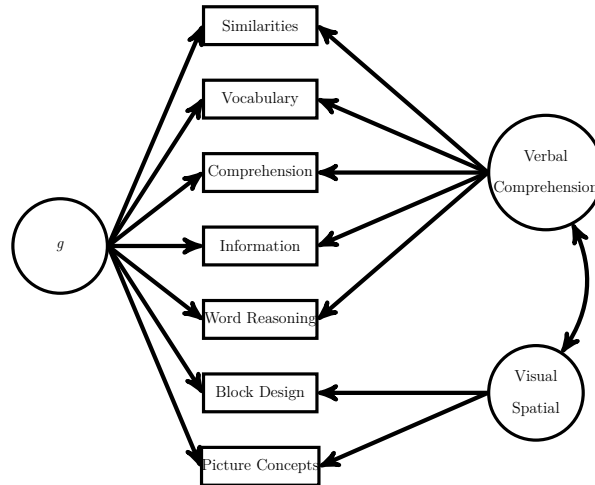 Similarities
Vocabulary
Comprehension
Information
Word Reasoning
Block Design
Picture Concepts
g
Verbal
Comprehension
Visual
Spatial